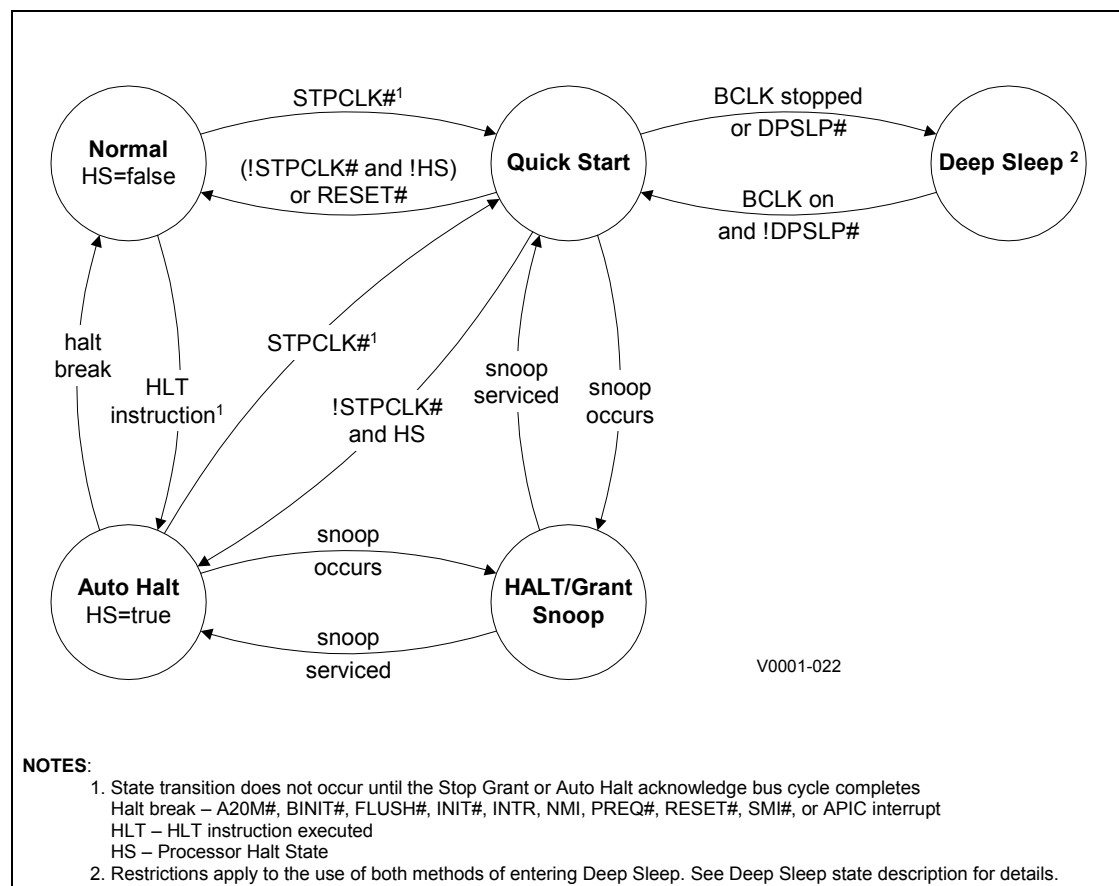 STPCLK#1
BCLK stopped
or DPSLP#
Normal
HS=false
(!STPCLK# and !HS)
or RESET#
Quick Start
Deep Sleep 2
BCLK on
and !DPSLP#
halt
break
HLT
instruction1
STPCLK#1
!STPCLK#
and HS
snoop
serviced
snoop
occurs
Auto Halt
HS=true
snoop
occurs
HALT/Grant
Snoop
snoop
serviced
V0001-022
NOTES:
1. State transition does not occur until the Stop Grant or Auto Halt acknowledge bus cycle completes
Halt break – A20M#, BINIT#, FLUSH#, INIT#, INTR, NMI, PREQ#, RESET#, SMI#, or APIC interrupt
HLT – HLT instruction executed
HS – Processor Halt State
2. Restrictions apply to the use of both methods of entering Deep Sleep. See Deep Sleep state description for details.